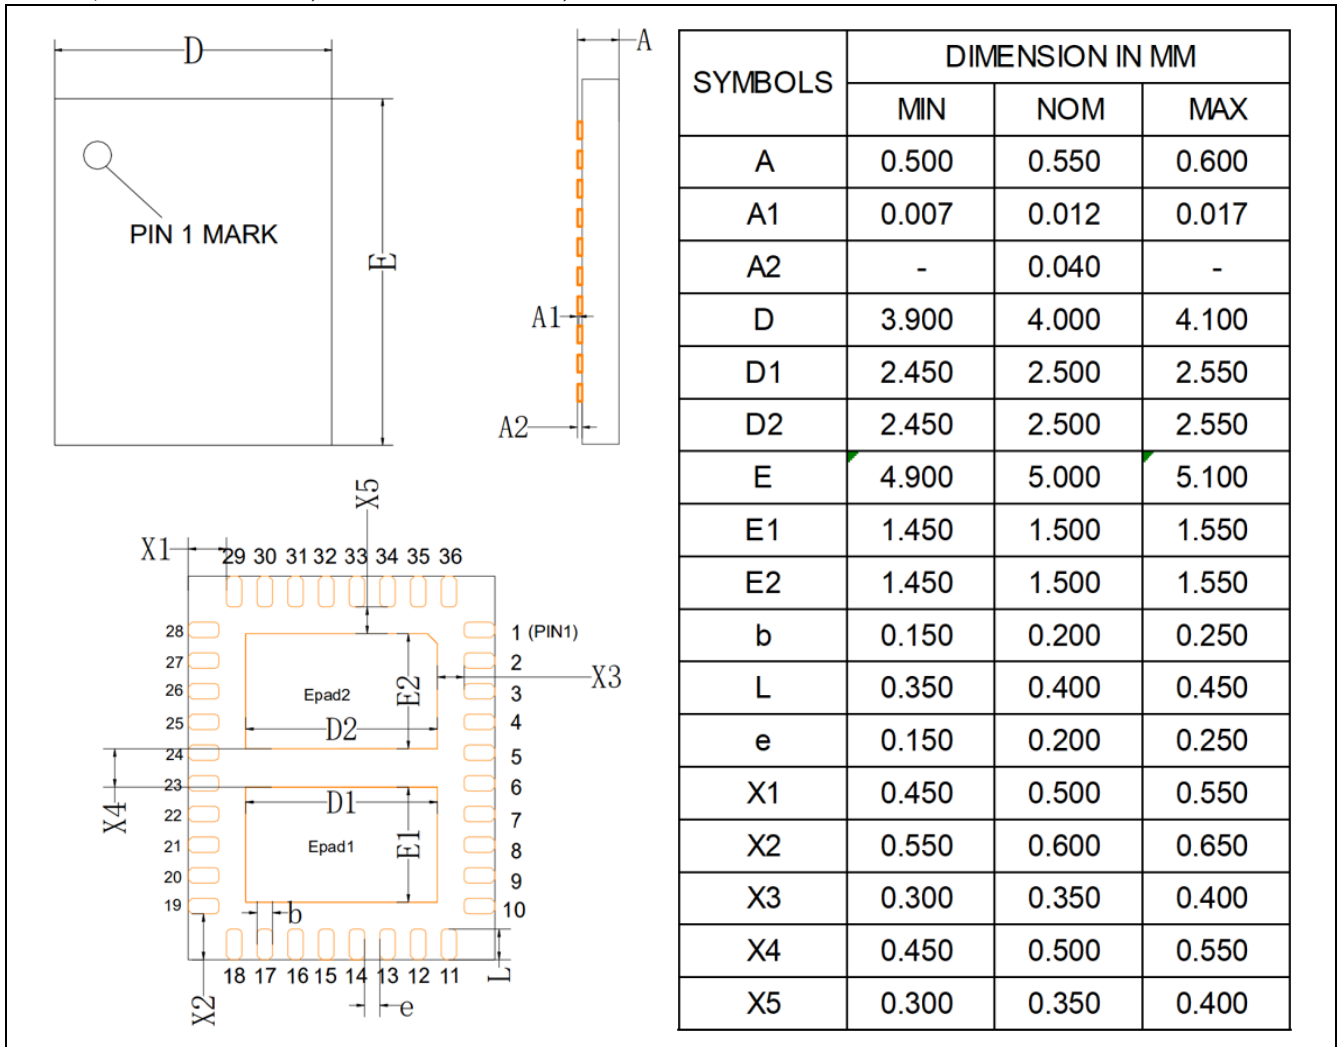 D
PIN 1 MARK
E
A
A1
A2
X5
X1
29 30 31 32 33 34 35 36
28
27
26
25
24
23
22
21
20
19
1 (PIN1)
2
3
4
5
6
7
8
9
10
X3
Epad2
E2
D2
X4
D1
Epad1
E1
b
18 17 16 15 14 13 12 11
L
X2
e
SYMBOLS DIMENSION IN MM
MIN NOM MAX
A 0.500 0.550 0.600
A1 0.007 0.012 0.017
A2 - 0.040 -
D 3.900 4.000 4.100
D1 2.450 2.500 2.550
D2 2.450 2.500 2.550
E 4.900 5.000 5.100
E1 1.450 1.500 1.550
E2 1.450 1.500 1.550
b 0.150 0.200 0.250
L 0.350 0.400 0.450
e 0.150 0.200 0.250
X1 0.450 0.500 0.550
X2 0.550 0.600 0.650
X3 0.300 0.350 0.400
X4 0.450 0.500 0.550
X5 0.300 0.350 0.400